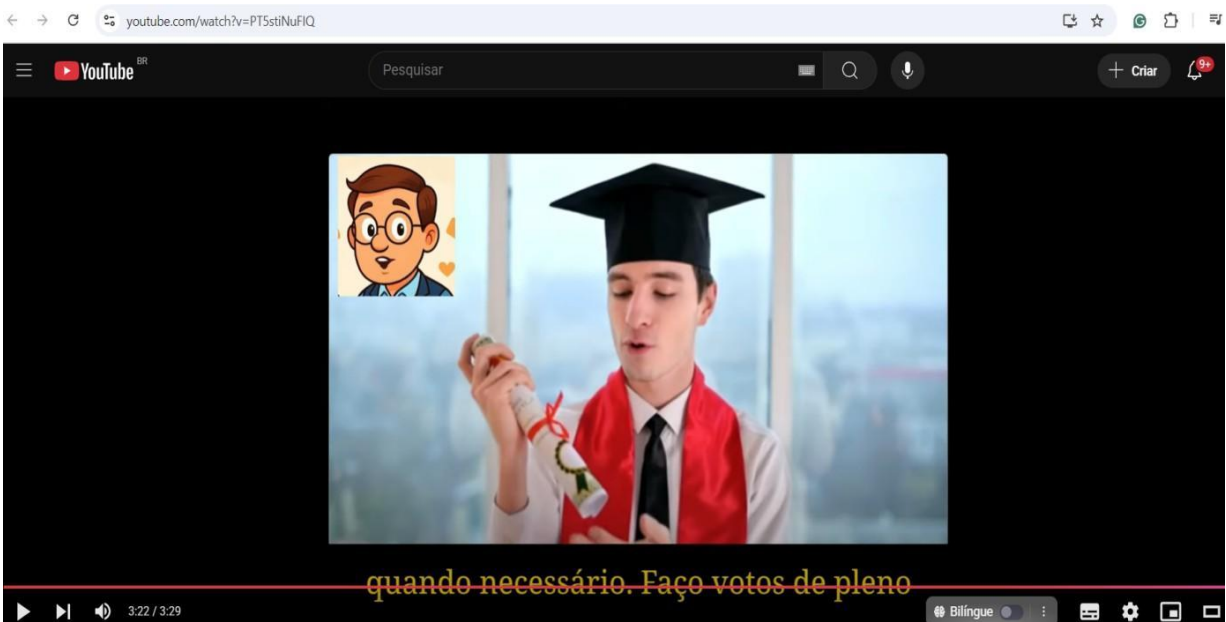 youtube.com/watch?v=PT5stiNuFIQ
YouTube BR
Pesquisar
Criar
9+
quando necessário. Faço votos de pleno
3:22 / 3:29
Bilíngue